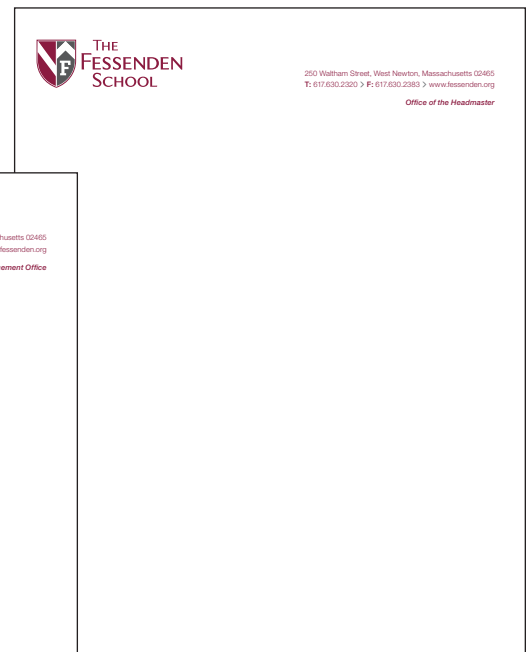 THE
FESSENDEN
SCHOOL
F
250 Waltham Street, West Newton, Massachusetts 02465
T: 617.630.2320 > F: 617.630.2383 > www.fessenden.org
Office of the Headmaster
husetts 02465
fessenden.org
ement Office